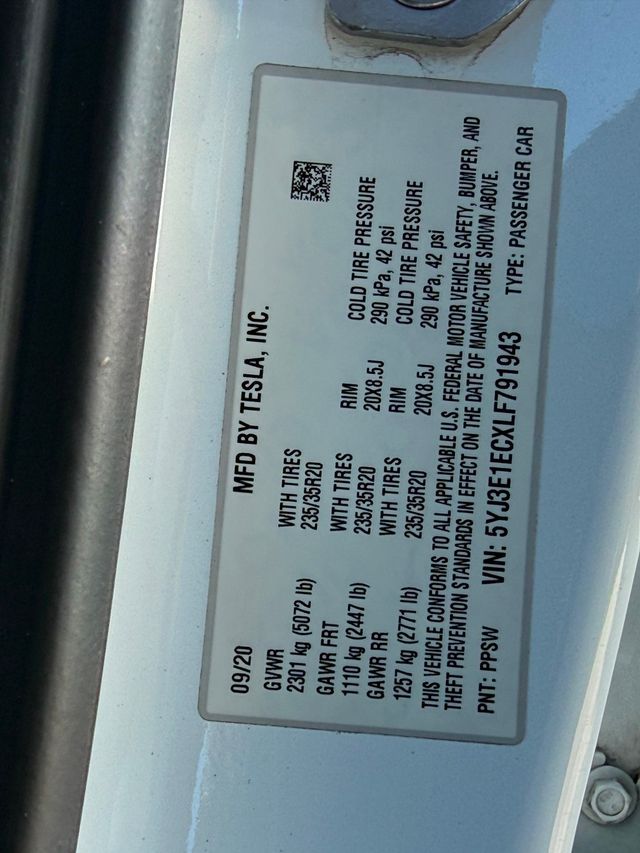 09/20 MFD BY TESLA, INC.
GVWR WITH TIRES
2301 kg (5072 lb) 235/35R20
GAWR FRT WITH TIRES RIM COLD TIRE PRESSURE
1110 kg (2447 lb) 235/35R20 20X8.5J 290 kPa, 42 psi
GAWR RR WITH TIRES RIM COLD TIRE PRESSURE
1257 kg (2771 lb) 235/35R20 20X8.5J 290 kPa, 42 psi
THIS VEHICLE CONFORMS TO ALL APPLICABLE U.S. FEDERAL MOTOR VEHICLE SAFETY, BUMPER, AND
THEFT PREVENTION STANDARDS IN EFFECT ON THE DATE OF MANUFACTURE SHOWN ABOVE.
PNT: PPSW VIN: 5YJ3E1ECXLF791943 TYPE: PASSENGER CAR